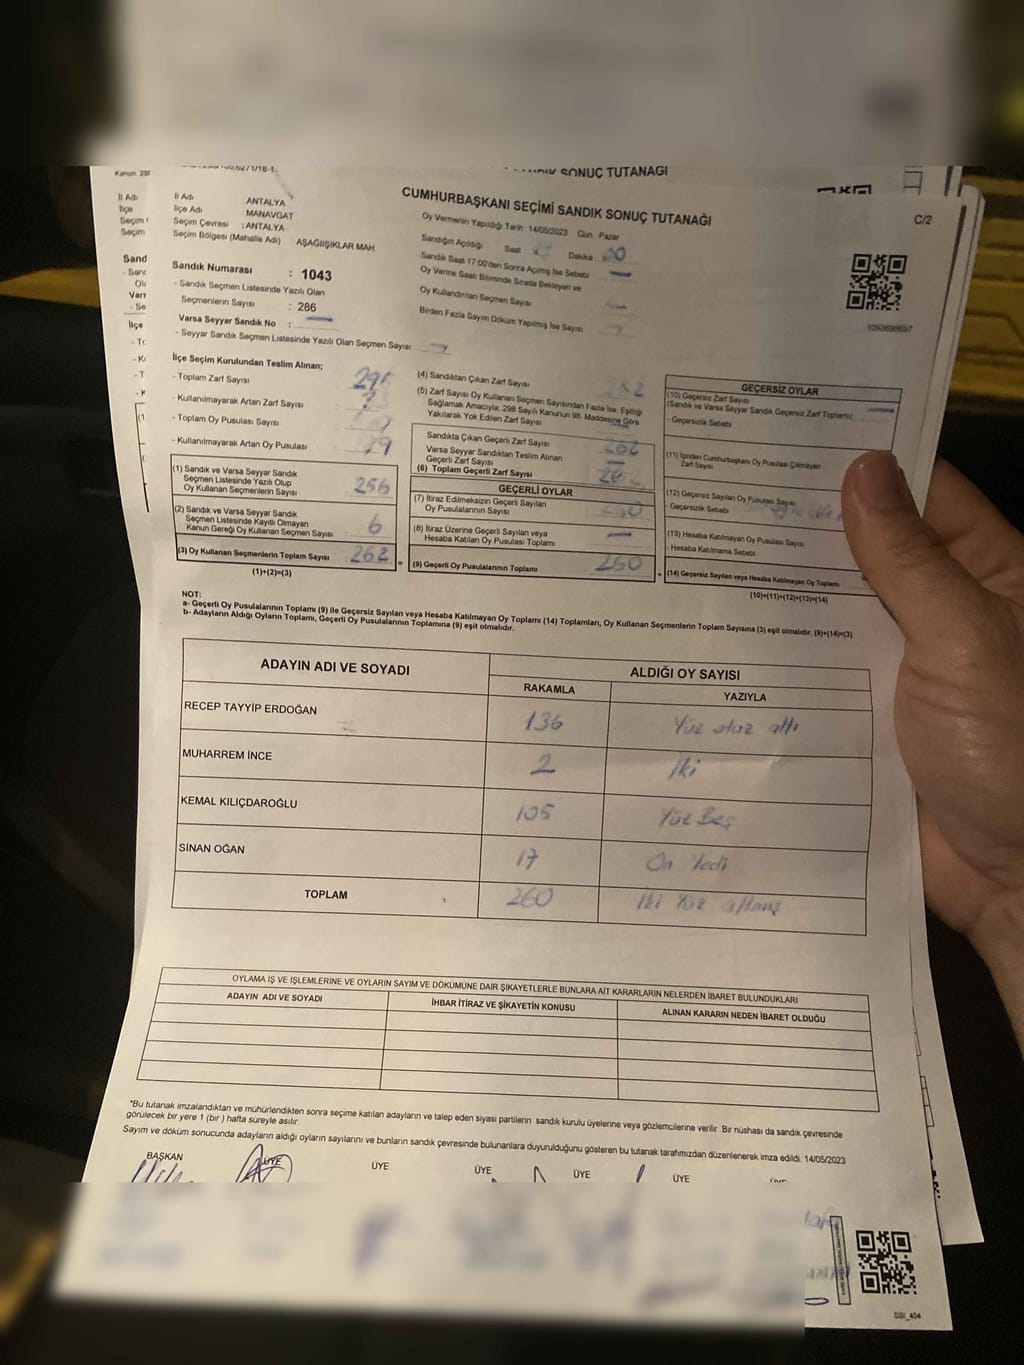 SONUÇ TUTANAĞI
Kanun. 298
CUMHURBAŞKANI SEÇİMİ SANDIK SONUÇ TUTANAĞI
C/2
İl Adı
İl Adı ANTALYA
İlçe
İlçe Adı MANAVGAT
Seçim
Seçim Çevresi : ANTALYA
Seçim
Seçim Bölgesi (Mahalle Adı) AŞAĞIIŞIKLAR MAH.
Sandık Numarası : 1043
- Sandık Seçmen Listesinde Yazılı Olan
Seçmenlerin Sayısı : 286
Varsa Seyyar Sandık No :
- Seyyar Sandık Seçmen Listesinde Yazılı Olan Seçmen Sayısı:
Oy Vermenin Yapıldığı Tarih : 14/05/2023 Gün : Pazar
Sandığın Açıldığı Saat Dakika :
Sandık Saat 17:00'den Sonra Açılmış İse Sebebi
Oy Verme Saati Bitiminde Sırada Bekleyen ve
Oy Kullandırılan Seçmen Sayısı
Birden Fazla Sayım Döküm Yapılmış İse Sayısı
1093698697
İlçe Seçim Kurulundan Teslim Alınan;
- Toplam Zarf Sayısı
- Kullanılmayarak Artan Zarf Sayısı
- Toplam Oy Pusulası Sayısı
- Kullanılmayarak Artan Oy Pusulası 29
(1) Sandık ve Varsa Seyyar Sandık
Seçmen Listesinde Yazılı Olup
Oy Kullanan Seçmenlerin Sayısı 256
(2) Sandık ve Varsa Seyyar Sandık
Seçmen Listesinde Kayıtlı Olmayan
Kanun Gereği Oy Kullanan Seçmen Sayısı 6
(3) Oy Kullanan Seçmenlerin Toplam Sayısı 262
(1)+(2)=(3)
(4) Sandıktan Çıkan Zarf Sayısı
(5) Zarf Sayısı Oy Kullanan Seçmen Sayısından Fazla İse, Eşitliği
Sağlamak Amacıyla; 298 Sayılı Kanunun 98. Maddesine Göre
Yakılarak Yok Edilen Zarf Sayısı
Sandıkta Çıkan Geçerli Zarf Sayısı 262
Varsa Seyyar Sandıktan Teslim Alınan
Geçerli Zarf Sayısı
(6) Toplam Geçerli Zarf Sayısı
GEÇERLİ OYLAR
(7) İtiraz Edilmeksizin Geçerli Sayılan
Oy Pusulalarının Sayısı
(8) İtiraz Üzerine Geçerli Sayılan veya
Hesaba Katılan Oy Pusulası Toplamı
(9) Geçerli Oy Pusulalarının Toplamı 260
GEÇERSİZ OYLAR
(10) Geçersiz Zarf Sayısı
(Sandık ve Varsa Seyyar Sandık Geçersiz Zarf Toplamı)
- Geçersizlik Sebebi
(11) İçinden Cumhurbaşkanı Oy Pusulası Çıkmayan
Zarf Sayısı
(12) Geçersiz Sayılan Oy Pusulası Sayısı
- Geçersizlik Sebebi
(13) Hesaba Katılmayan Oy Pusulası Sayısı
- Hesaba Katılmama Sebebi
(14) Geçersiz Sayılan veya Hesaba Katılmayan Oy Toplamı
(10)+(11)+(12)+(13)=(14)
NOT:
a- Geçerli Oy Pusulalarının Toplamı (9) ile Geçersiz Sayılan veya Hesaba Katılmayan Oy Toplamı (14) Toplamları, Oy Kullanan Seçmenlerin Toplam Sayısına (3) eşit olmalıdır. (9)+(14)=(3)
b- Adayların Aldığı Oyların Toplamı, Geçerli Oy Pusulalarının Toplamına (9) eşit olmalıdır.
ADAYIN ADI VE SOYADI ALDIĞI OY SAYISI
RAKAMLA YAZIYLA
RECEP TAYYİP ERDOĞAN 136 Yüz otuz altı
MUHARREM İNCE 2 İki
KEMAL KILIÇDAROĞLU 105 Yüz Beş
SİNAN OĞAN 17 On Yedi
TOPLAM 260 İki Yüz altmış
OYLAMA İŞ VE İŞLEMLERİNE VE OYLARIN SAYIM VE DÖKÜMÜNE DAİR ŞİKAYETLERLE BUNLARA AİT KARARLARIN NELERDEN İBARET BULUNDUKLARI
ADAYIN ADI VE SOYADI İHBAR İTİRAZ VE ŞİKAYETİN KONUSU ALINAN KARARIN NEDEN İBARET OLDUĞU
*Bu tutanak imzalandıktan ve mühürlendikten sonra seçime katılan adayların ve talep eden siyasi partilerin sandık kurulu üyelerine veya gözlemcilerine verilir. Bir nüshası da sandık çevresinde
görülecek bir yere 1 (bir ) hafta süreyle asılır.
Sayım ve döküm sonucunda adayların aldığı oyların sayılarını ve bunların sandık çevresinde bulunanlara duyurulduğunu gösteren bu tutanak tarafımızdan düzenlenerek imza edildi. 14/05/2023
BAŞKAN ÜYE ÜYE ÜYE ÜYE ÜYE